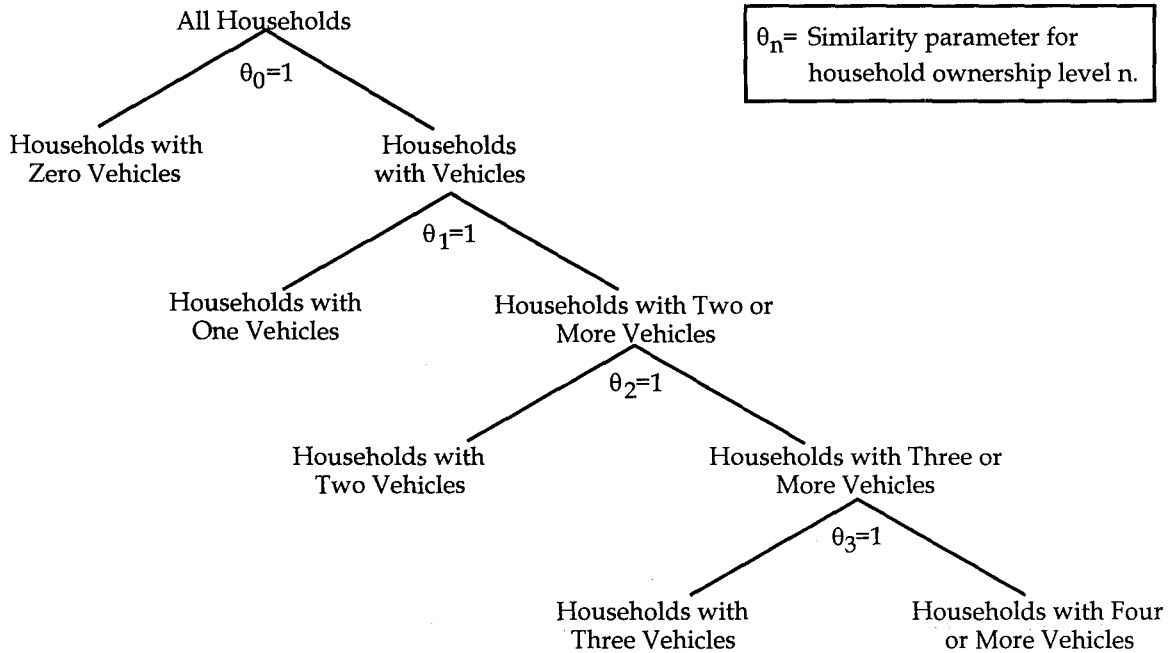 All Households
θ0=1
θn= Similarity parameter for
household ownership level n.
Households with
Zero Vehicles
Households
with Vehicles
θ1=1
Households with
One Vehicles
Households with Two or
More Vehicles
θ2=1
Households with
Two Vehicles
Households with Three or
More Vehicles
θ3=1
Households with
Three Vehicles
Households with Four
or More Vehicles